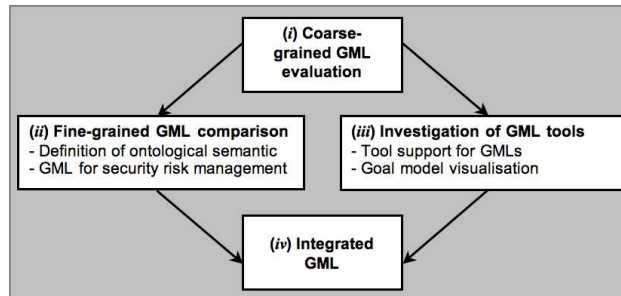 (i) Coarse-
grained GML
evaluation
(ii) Fine-grained GML comparison
- Definition of ontological semantic
- GML for security risk management
(iii) Investigation of GML tools
- Tool support for GMLs
- Goal model visualisation
(iv) Integrated
GML